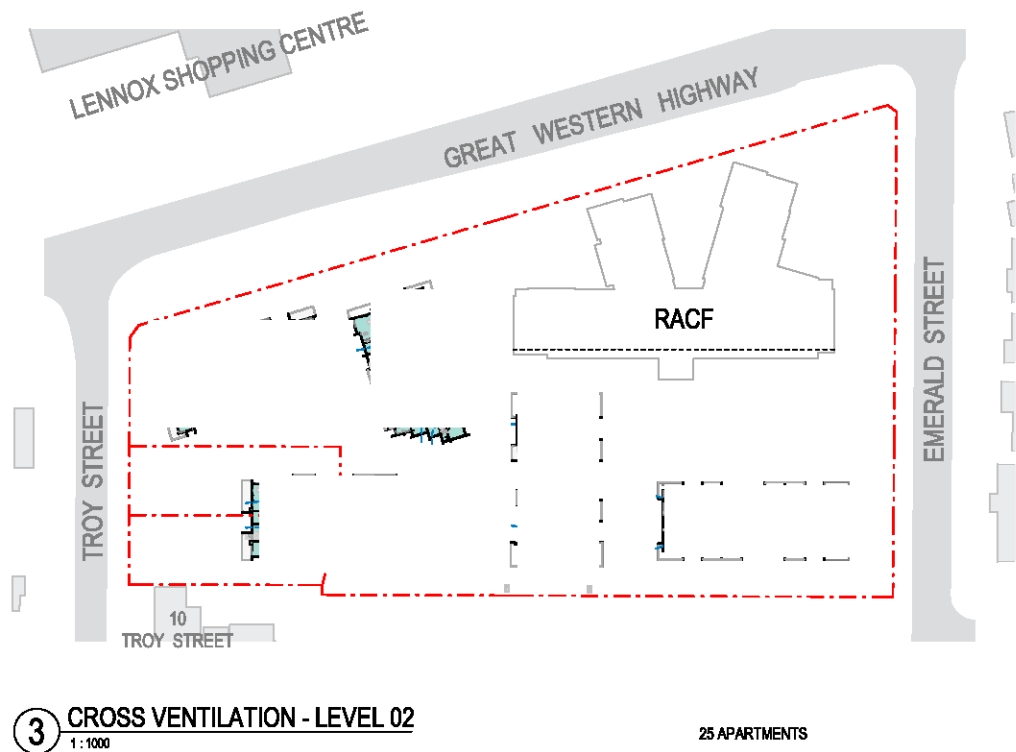 LENNOX SHOPPING CENTRE
GREAT WESTERN HIGHWAY
RACF
EMERALD STREET
TROY STREET
10
TROY STREET
3
CROSS VENTILATION - LEVEL 02
1 : 1000
25 APARTMENTS